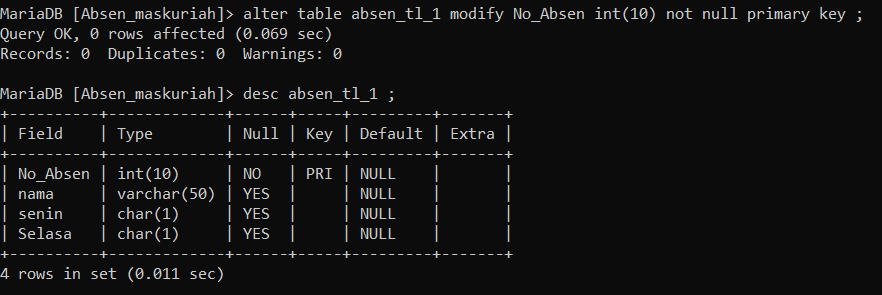 MariaDB [Absen_maskuriah]> alter table absen_tl_1 modify No_Absen int(10) not null primary key ;
Query OK, 0 rows affected (0.069 sec)
Records: 0  Duplicates: 0  Warnings: 0
MariaDB [Absen_maskuriah]> desc absen_tl_1 ;
+----------+-------------+------+-----+---------+-------+
| Field    | Type        | Null | Key | Default | Extra |
+----------+-------------+------+-----+---------+-------+
| No_Absen | int(10)     | NO   | PRI | NULL    |       |
| nama     | varchar(50) | YES  |     | NULL    |       |
| senin    | char(1)     | YES  |     | NULL    |       |
| Selasa   | char(1)     | YES  |     | NULL    |       |
+----------+-------------+------+-----+---------+-------+
4 rows in set (0.011 sec)